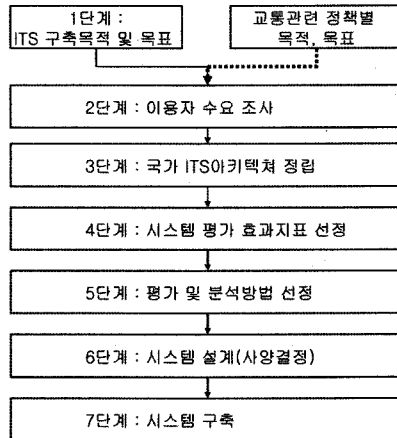 1단계 :
ITS 구축목적 및 목표
교통관련 정책별
목적, 목표
2단계 : 이용자 수요 조사
3단계 : 국가 ITS아키텍쳐 정립
4단계 : 시스템 평가 효과지표 선정
5단계 : 평가 및 분석방법 선정
6단계 : 시스템 설계(사양결정)
7단계 : 시스템 구축